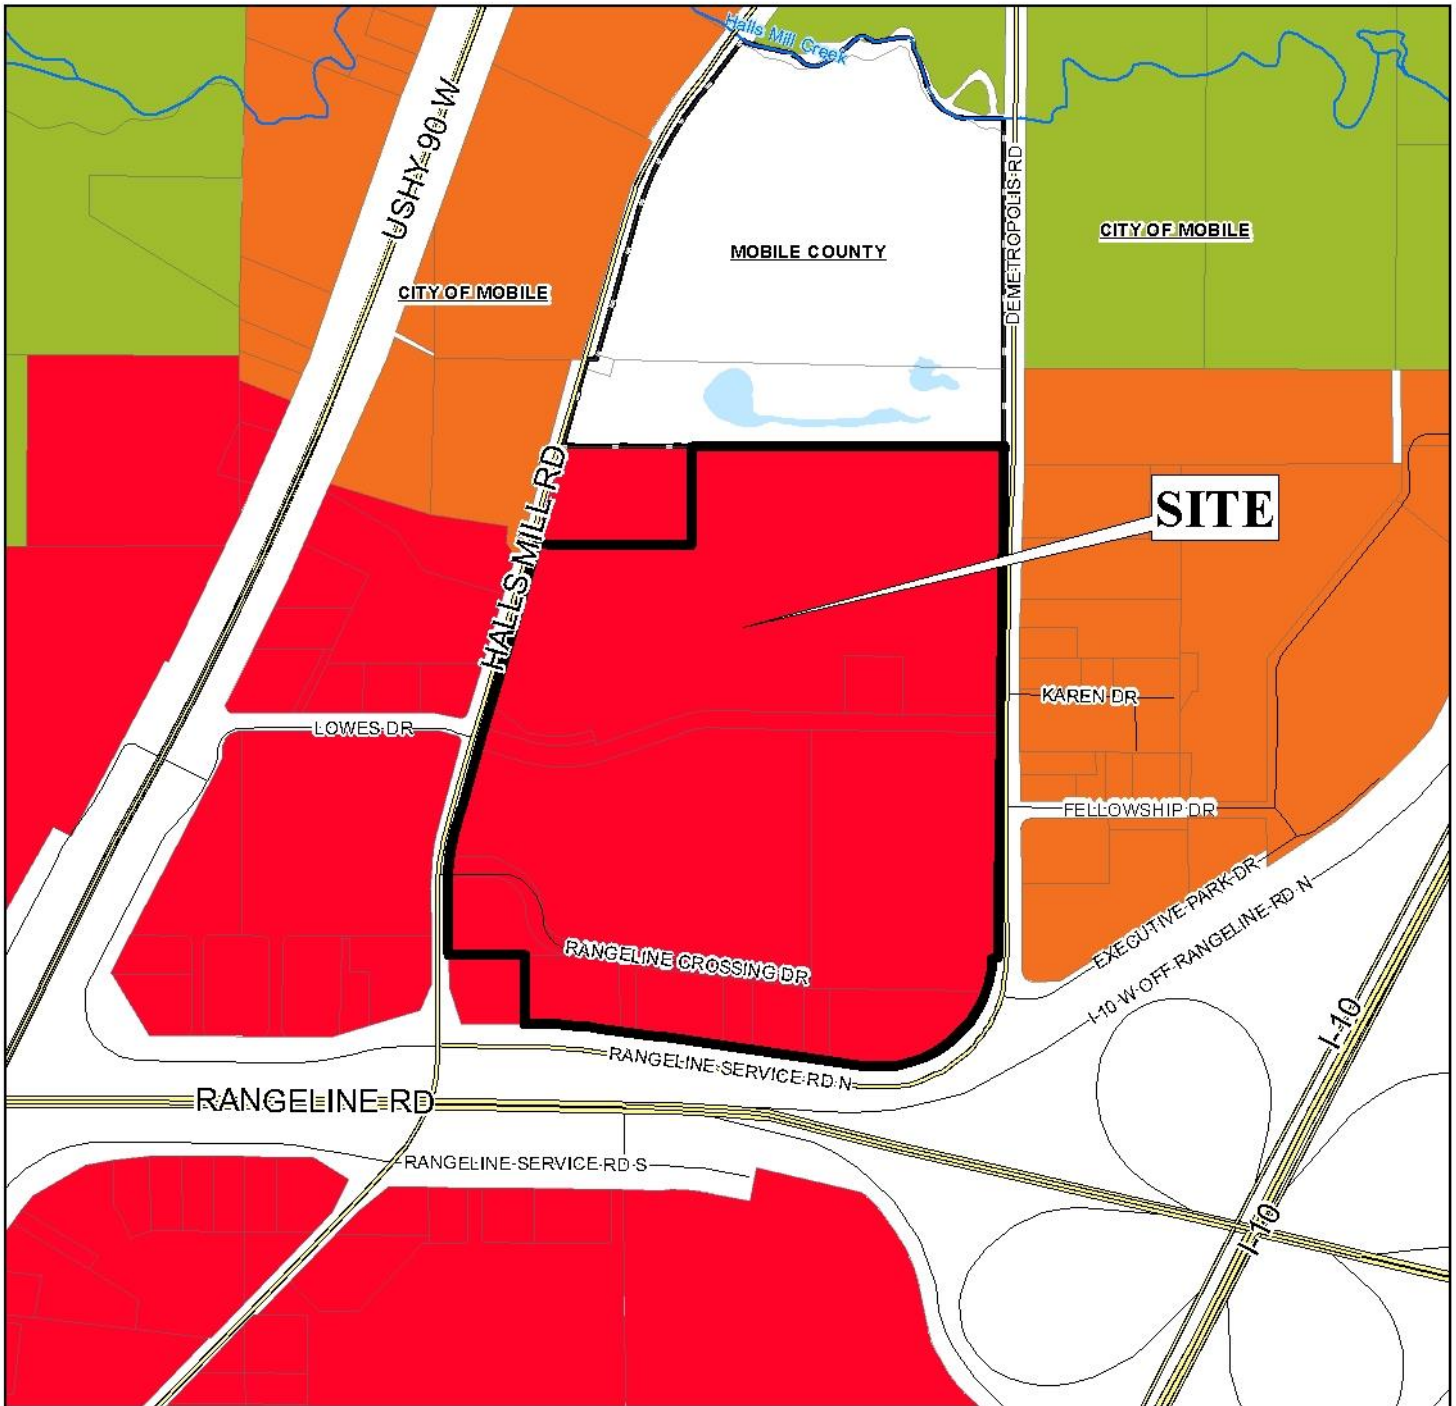 Halls Mill Creek
USHY 90 W
DEMETROPOLIS RD
CITY OF MOBILE
MOBILE COUNTY
CITY OF MOBILE
HALLS MILL RD
SITE
KAREN DR
LOWES DR
FELLOWSHIP DR
EXECUTIVE PARK DR
RANGELINE CROSSING DR
I-10 W OFF RANGELINE RD N
I-10
RANGELINE SERVICE RD N
RANGELINE RD
RANGELINE SERVICE RD S
I-10